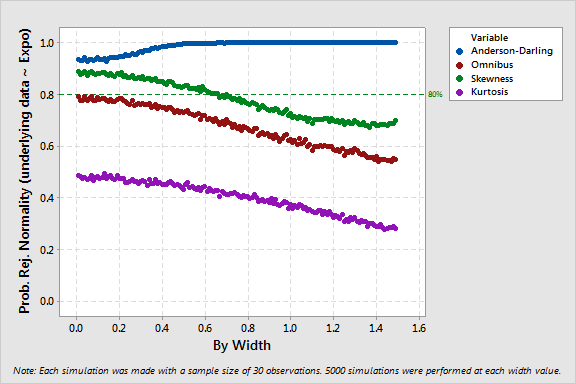 Prob. Rej. Normality (underlying data ~ Expo)
1.0
0.8
0.6
0.4
0.2
0.0
80%
0.0 0.2 0.4 0.6 0.8 1.0 1.2 1.4 1.6
By Width
Variable
Anderson-Darling
Omnibus
Skewness
Kurtosis
Note: Each simulation was made with a sample size of 30 observations. 5000 simulations were performed at each width value.